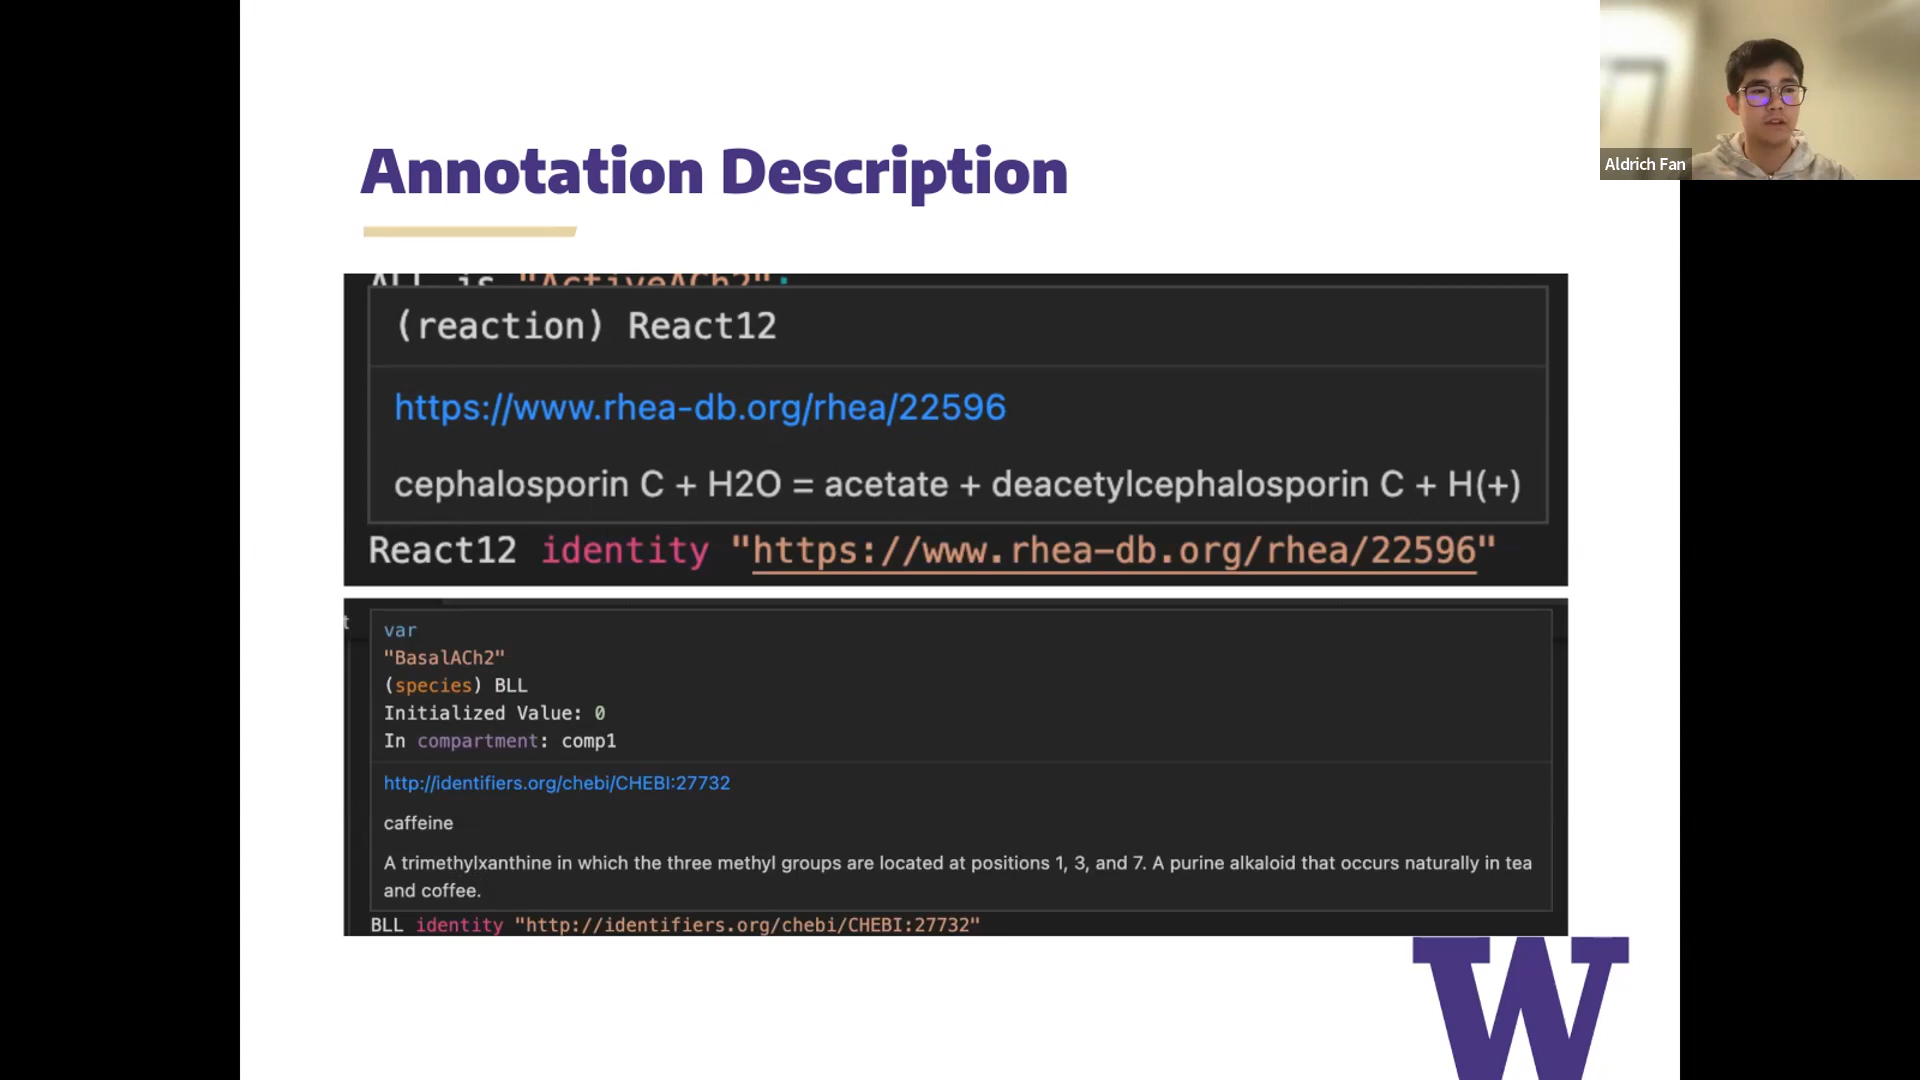 Annotation Description
Aldrich Fan
ALL is "ActiveACh2";
(reaction) React12
https://www.rhea-db.org/rhea/22596
cephalosporin C + H2O = acetate + deacetylcephalosporin C + H(+)
React12 identity "https://www.rhea-db.org/rhea/22596"
t
var
"BasalACh2"
(species) BLL
Initialized Value: 0
In compartment: comp1
http://identifiers.org/chebi/CHEBI:27732
caffeine
A trimethylxanthine in which the three methyl groups are located at positions 1, 3, and 7. A purine alkaloid that occurs naturally in tea
and coffee.
BLL identity "http://identifiers.org/chebi/CHEBI:27732"
W